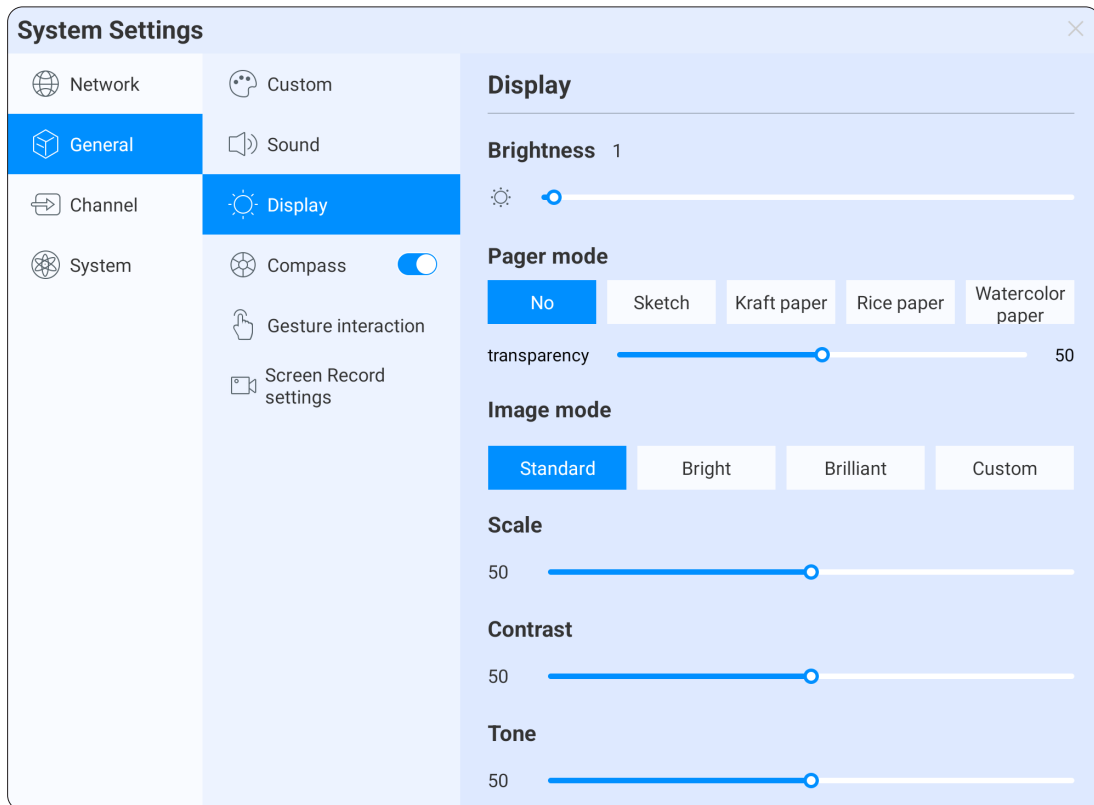 System Settings
Network
General
Channel
System
Custom
Sound
Display
Compass
Gesture interaction
Screen Record
settings
Display
Brightness 1
Pager mode
No
Sketch
Kraft paper
Rice paper
Watercolor
paper
transparency
50
Image mode
Standard
Bright
Brilliant
Custom
Scale
50
Contrast
50
Tone
50